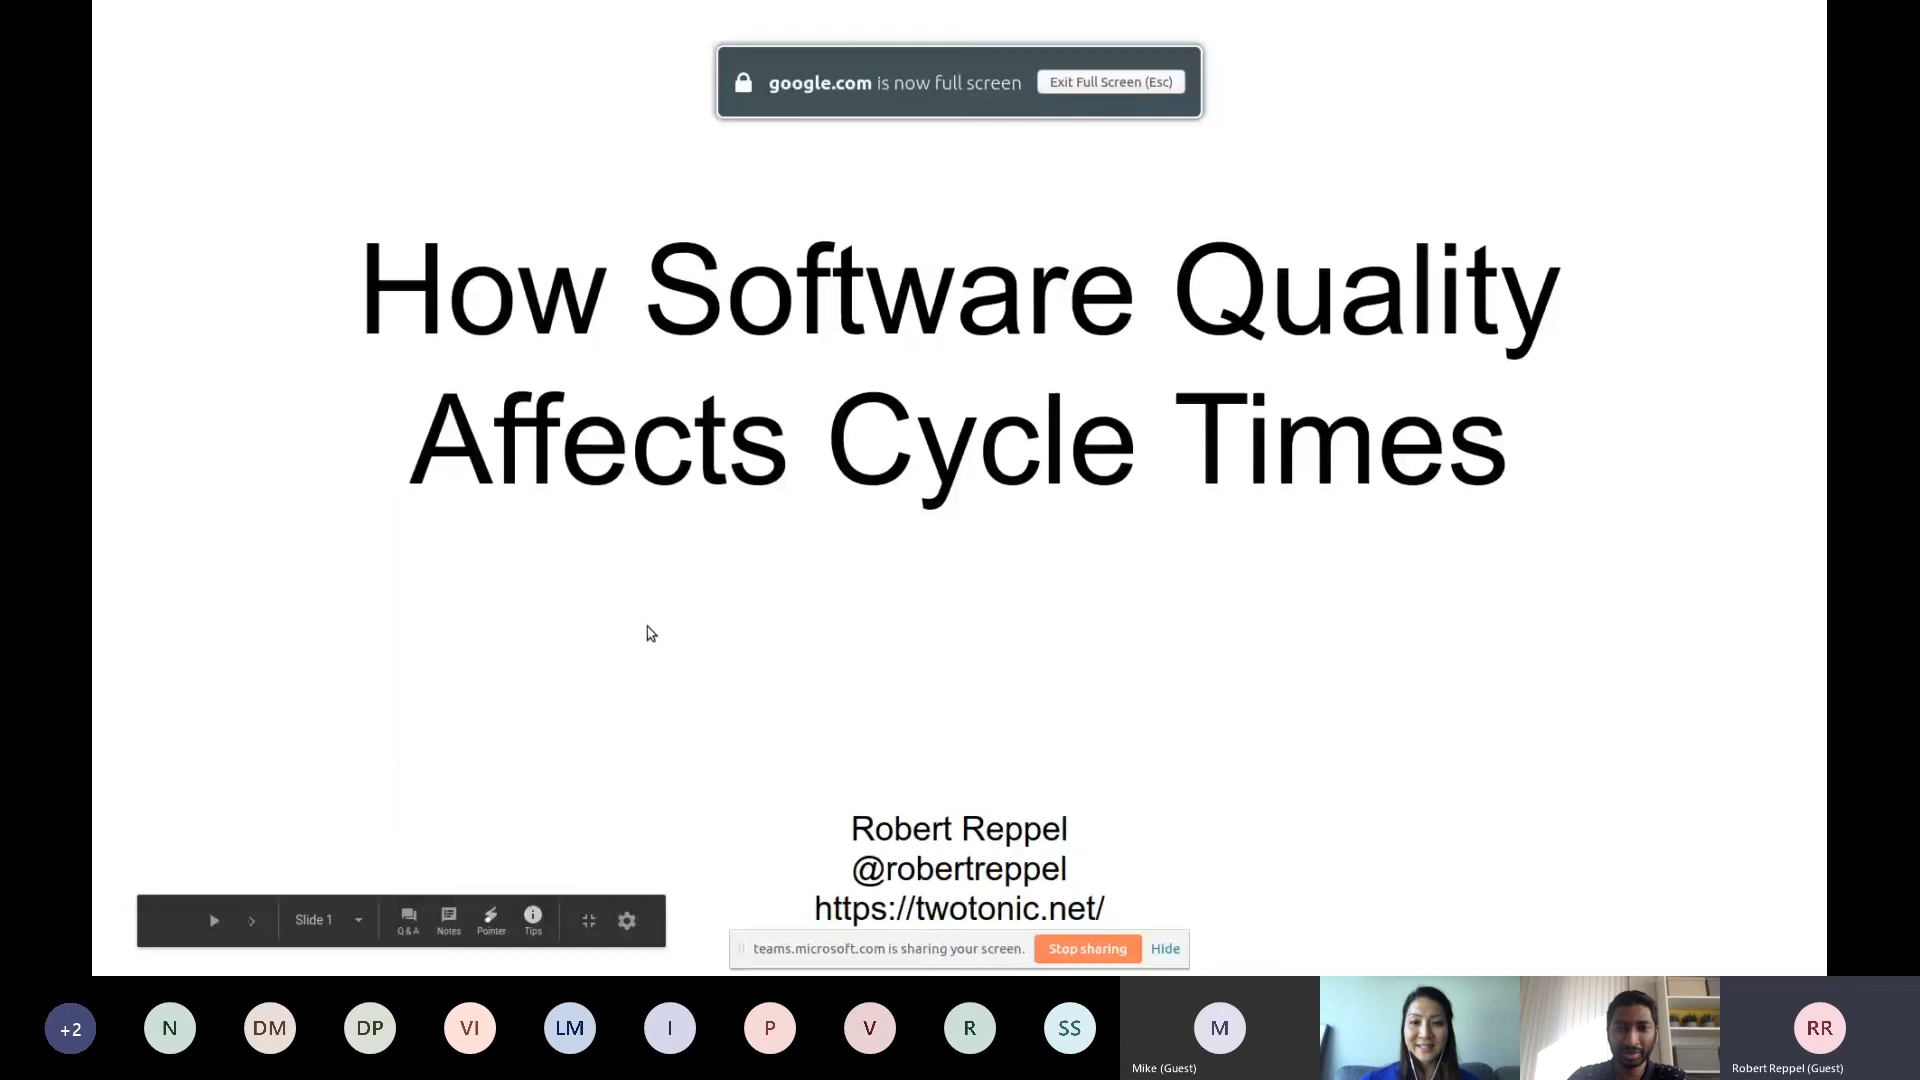 google.com is now full screen Exit Full Screen (Esc)
How Software Quality
Affects Cycle Times
Robert Reppel
@robertreppel
https://twotonic.net/
Slide 1
Q & A Notes Pointer Tips
teams.microsoft.com is sharing your screen. Stop sharing Hide
+2 N DM DP VI LM I P V R SS M RR
Mike (Guest) Robert Reppel (Guest)